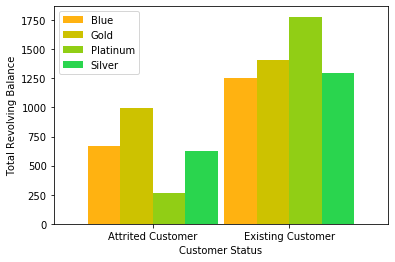 Blue
Gold
Platinum
Silver
Total Revolving Balance
1750
1500
1250
1000
750
500
250
0
Attrited Customer Existing Customer
Customer Status